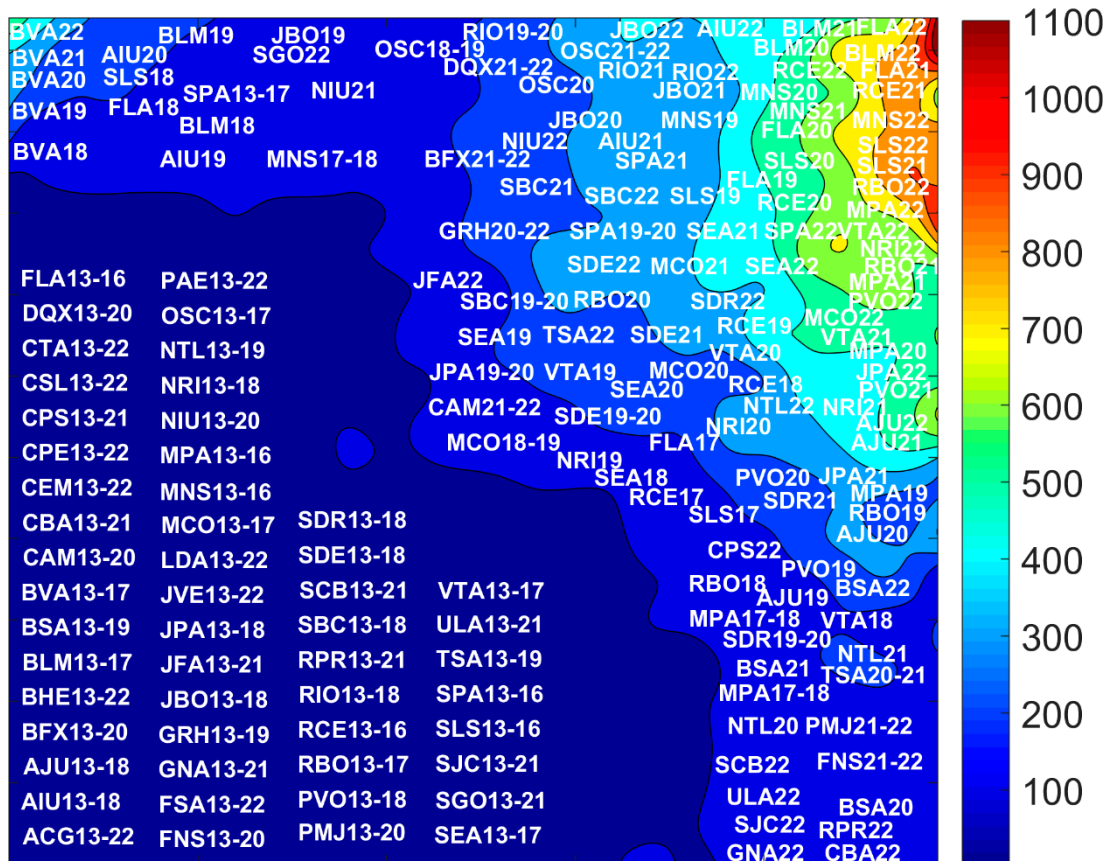 BVA22 BLM19 JBO19 RIO19-20 JBO22 AIU22 BLM21 FLA22 1100
BVA21 AIU20 SGO22 OSC18-19 OSC21-22 BLM20 BLM22
BVA20 SLS18 DQX21-22 RIO21 RIO22 RCE22 FLA21
SPA13-17 NIU21 OSC20 JBO21 MNS20 RCE21 1000
BVA19 FLA18 MNS21
BLM18 JBO20 MNS19 FLA20 MNS22
BVA18 AIU19 MNS17-18 BFX21-22 NIU22 AIU21 SLS22
SPA21 SLS20 SLS21 900
SBC21 SBC22 SLS19 FLA19 RBO22
RCE20 MPA22
GRH20-22 SPA19-20 SEA21 SPA22 VTA22
NRI22 800
FLA13-16 PAE13-22 JFA22 SDE22 MCO21 SEA22 RBO21
MPA21
SBC19-20 RBO20 SDR22 PVO22
DQX13-20 OSC13-17 RCE19 MCO22 700
SEA19 TSA22 SDE21 VTA21
CTA13-22 NTL13-19 VTA20 MPA20
JPA19-20 VTA19 MCO20 JPA22
CSL13-22 NRI13-18 SEA20 RCE18 PVO21 600
CAM21-22 SDE19-20 NTL22 NRI21
CPS13-21 NIU13-20 NRI20 AJU22
MCO18-19 FLA17 AJU21
CPE13-22 MPA13-16 NRI19 500
SEA18 PVO20 JPA21
CEM13-22 MNS13-16 RCE17 SDR21 MPA19
CBA13-21 MCO13-17 SDR13-18 SLS17 RBO19
AJU20
CAM13-20 LDA13-22 SDE13-18 CPS22 400
PVO19
BVA13-17 JVE13-22 SCB13-21 VTA13-17 RBO18 AJU19 BSA22
BSA13-19 JPA13-18 SBC13-18 ULA13-21 MPA17-18 VTA18
SDR19-20 300
BLM13-17 JFA13-21 RPR13-21 TSA13-19 BSA21 NTL21
TSA20-21
BHE13-22 JBO13-18 RIO13-18 SPA13-16 MPA17-18
BFX13-20 GRH13-19 RCE13-16 SLS13-16 NTL20 PMJ21-22 200
AJU13-18 GNA13-21 RBO13-17 SJC13-21 SCB22 FNS21-22
AIU13-18 FSA13-22 PVO13-18 SGO13-21 ULA22 BSA20 100
ACG13-22 FNS13-20 PMJ13-20 SEA13-17 SJC22 RPR22
GNA22 CBA22